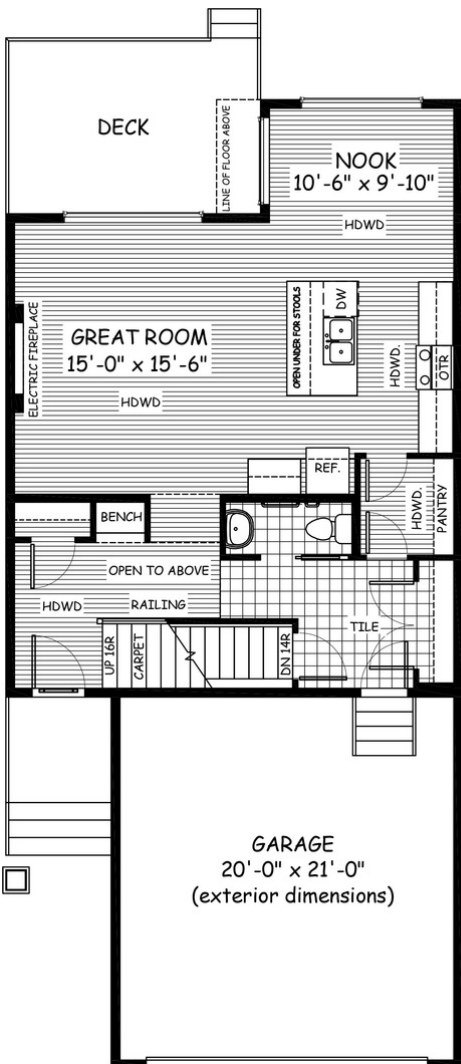 DECK
LINE OF FLOOR ABOVE
NOOK
10'-6" x 9'-10"
HDWD
OPEN UNDER FOR STOOLS
DW
ELECTRIC FIREPLACE
GREAT ROOM
15'-0" x 15'-6"
HDWD
HDWD.
OTR
REF.
HDWD.
PANTRY
BENCH
OPEN TO ABOVE
HDWD
RAILING
TILE
UP 16R
CARPET
DN 14R
GARAGE
20'-0" x 21'-0"
(exterior dimensions)